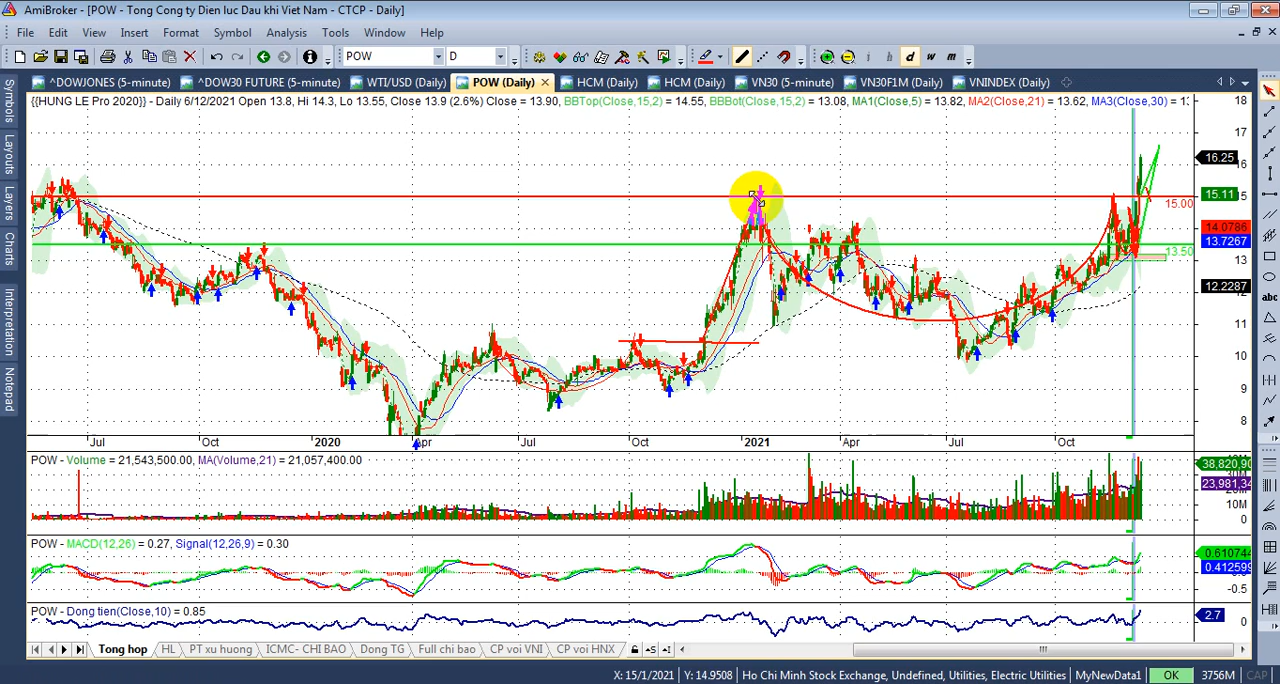 AmiBroker - [POW - Tong Cong ty Dien luc Dau khi Viet Nam - CTCP - Daily]
File Edit View Insert Format Symbol Analysis Tools Window Help
POW D i h d w m
^DOWJONES (5-minute) ^DOW30 FUTURE (5-minute) WTI/USD (Daily) POW (Daily) HCM (Daily) HCM (Daily) VN30 (5-minute) VN30F1M (Daily) VNINDEX (Daily)
{{HUNG LE Pro 2020}} - Daily 6/12/2021 Open 13.8, Hi 14.3, Lo 13.55, Close 13.9 (2.6%) Close = 13.90, BBTop(Close,15,2) = 14.55, BBBot(Close,15,2) = 13.08, MA1(Close,5) = 13.82, MA2(Close,21) = 13.62, MA3(Close,30) = 1
Symbols
Layouts
Layers
Charts
Interpretation
Notepad
abc
18
17
16.25
16
15.11
15.00
14.0786
13.7267
13.50
13
12.2287
12
11
10
9
8
Jul Oct 2020 Apr Jul Oct 2021 Apr Jul Oct
POW - Volume = 21,543,500.00, MA(Volume,21) = 21,057,400.00
38,820,90
23,981,34
10M
0
POW - MACD(12,26) = 0.27, Signal(12,26,9) = 0.30
0.610744
0.412599
-0.5
POW - Dong tien(Close,10) = 0.85
2.7
0
Tong hop HL PT xu huong ICMC- CHI BAO Dong TG Full chi bao CP voi VNI CP voi HNX
X: 15/1/2021 Y: 14.9508 Ho Chi Minh Stock Exchange, Undefined, Utilities, Electric Utilities MyNewData1 OK 3756M CAP